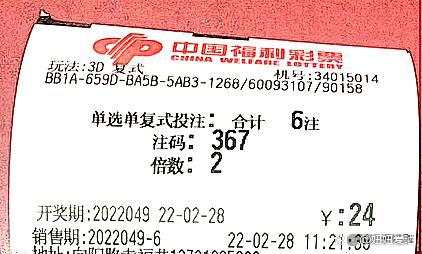 中国福利彩票
CHINA WELFARE LOTTERY
玩法:3D 复式 机号:34015014
BB1A-659D-BA5B-5AB3-1268/60093107/90158
单选单复式投注: 合计 6注
注码: 367
倍数: 2
开奖期:2022049 22-02-28 ¥:24
销售期:2022049-6 22-02-28 11:21:00